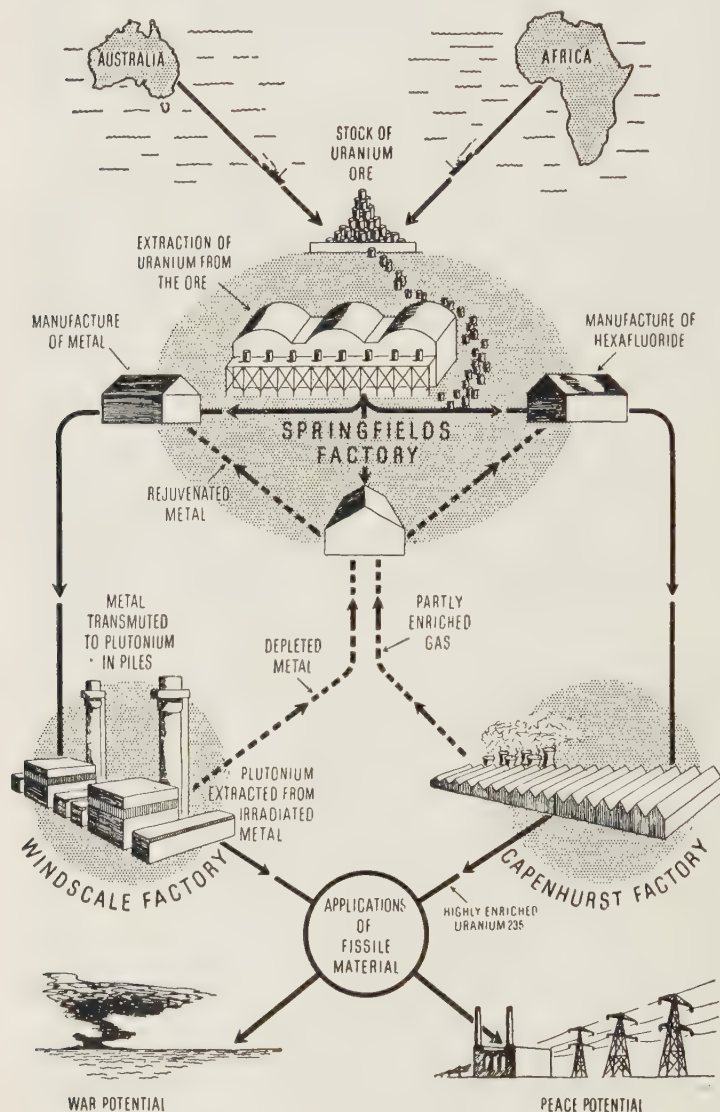 AUSTRALIA
AFRICA
STOCK OF
URANIUM
ORE
EXTRACTION OF
URANIUM FROM
THE ORE
MANUFACTURE
OF METAL
MANUFACTURE OF
HEXAFLUORIDE
SPRINGFIELDS
FACTORY
REJUVENATED
METAL
METAL
TRANSMUTED
TO PLUTONIUM
IN PILES
DEPLETED
METAL
PARTLY
ENRICHED
GAS
PLUTONIUM
EXTRACTED FROM
IRRADIATED
METAL
WINDSCALE FACTORY
CAPENHURST FACTORY
APPLICATIONS
OF
FISSILE
MATERIAL
HIGHLY ENRICHED
URANIUM 235
WAR POTENTIAL
PEACE POTENTIAL